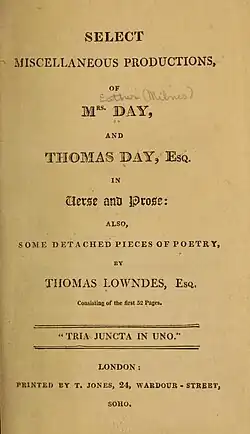 SELECT
MISCELLANEOUS PRODUCTIONS,
OF
Esther (Milnes)
MRS. DAY,
AND
THOMAS DAY, ESQ.
IN
Verse and Prose:
ALSO,
SOME DETACHED PIECES OF POETRY,
BY
THOMAS LOWNDES, ESQ.
Consisting of the first 52 Pages.
"TRIA JUNCTA IN UNO."
LONDON:
PRINTED BY T. JONES, 24, WARDOUR-STREET,
SOHO.